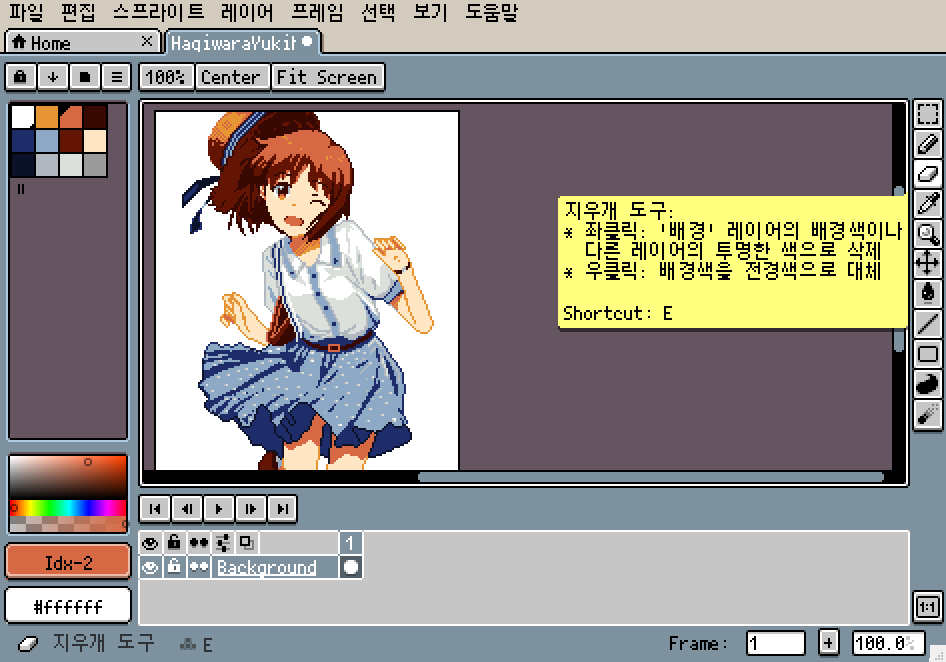 파일 편집 스프라이트 레이어 프레임 선택 보기 도움말
Home
HagiwaraYukih
100% Center Fit Screen
지우개 도구:
* 좌클릭: '배경' 레이어의 배경색이나
다른 레이어의 투명한 색으로 삭제
* 우클릭: 배경색을 전경색으로 대체
Shortcut: E
1
Background
Idx-2
#ffffff
1:1
지우개 도구 E
Frame: 1 + 100.0%